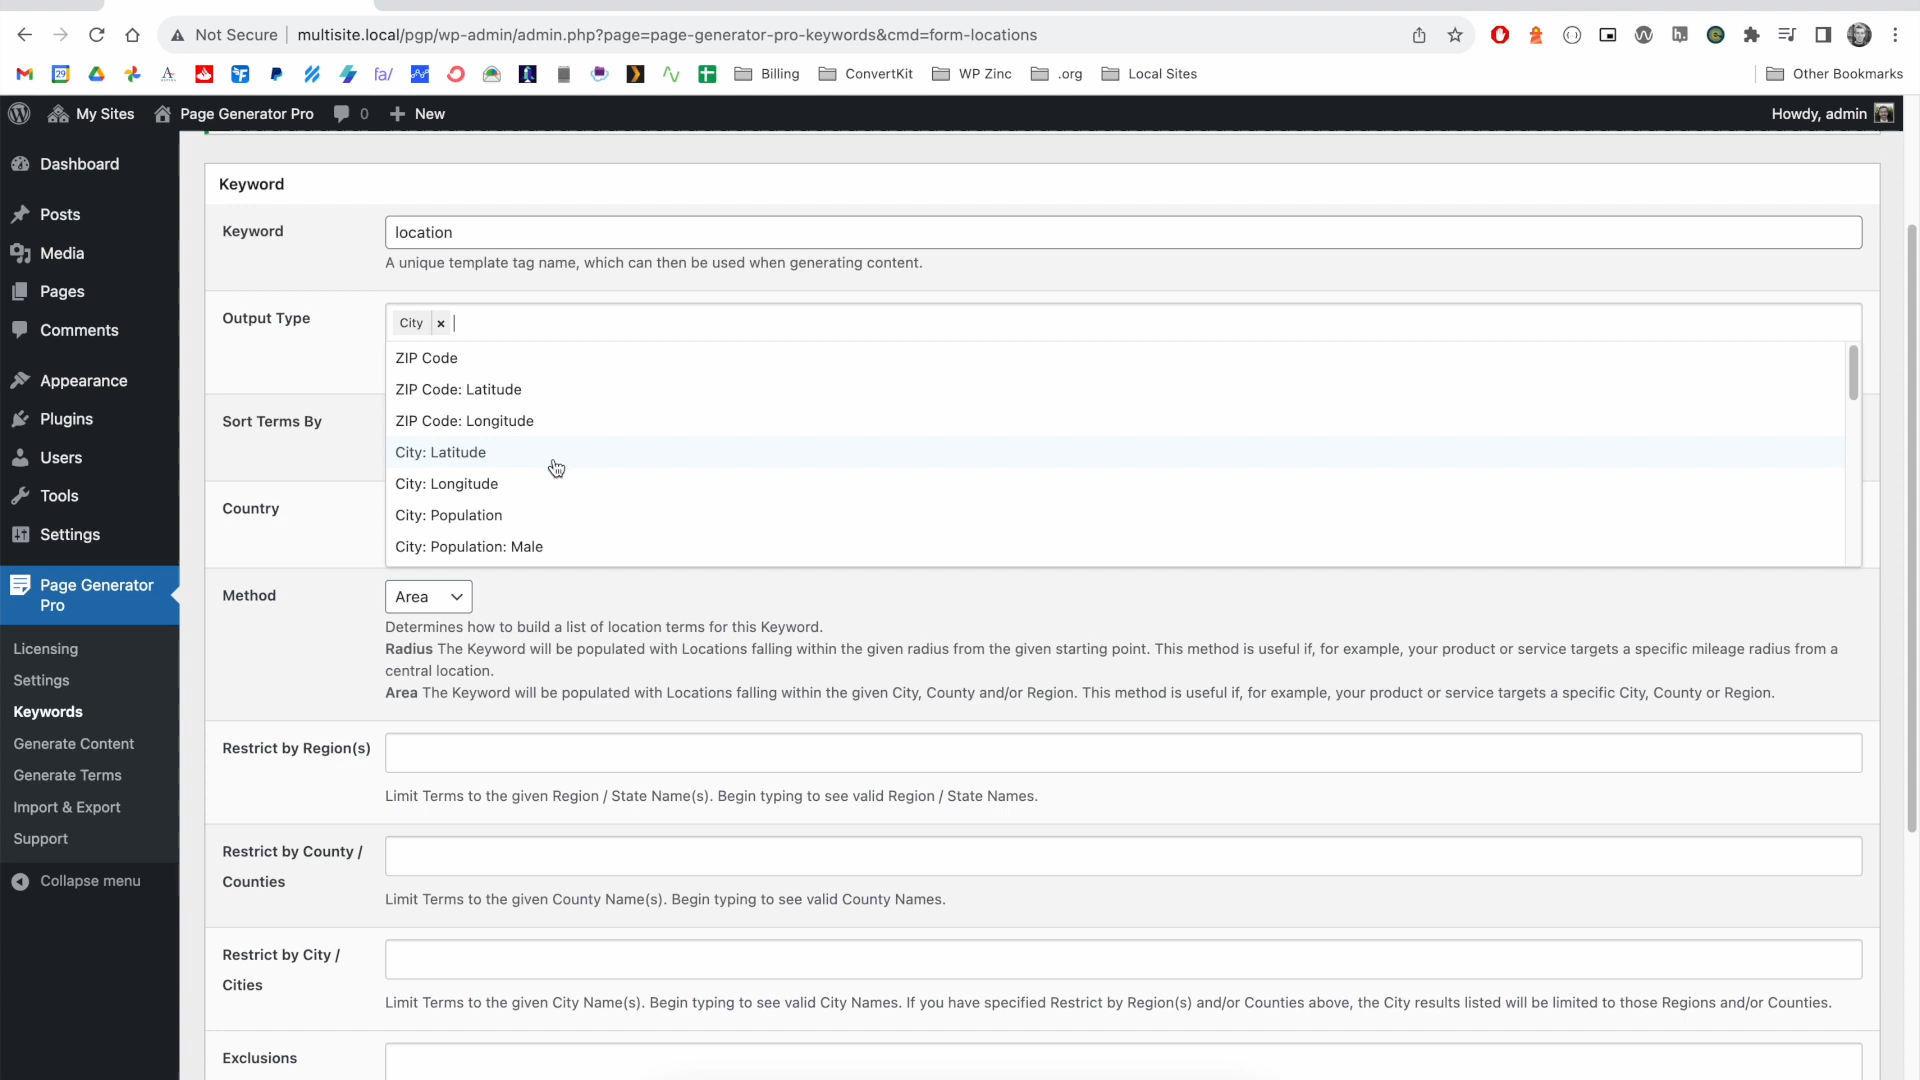 Not Secure
multisite.local/pgp/wp-admin/admin.php?page=page-generator-pro-keywords&cmd=form-locations
Billing
ConvertKit
WP Zinc
.org
Local Sites
Other Bookmarks
My Sites
Page Generator Pro
0
New
Howdy, admin
Dashboard
Posts
Media
Pages
Comments
Appearance
Plugins
Users
Tools
Settings
Page Generator
Pro
Licensing
Settings
Keywords
Generate Content
Generate Terms
Import & Export
Support
Collapse menu
Keyword
Keyword
location
A unique template tag name, which can then be used when generating content.
Output Type
City ×
ZIP Code
ZIP Code: Latitude
ZIP Code: Longitude
City: Latitude
City: Longitude
City: Population
City: Population: Male
Sort Terms By
Country
Method
Area
Determines how to build a list of location terms for this Keyword.
Radius The Keyword will be populated with Locations falling within the given radius from the given starting point. This method is useful if, for example, your product or service targets a specific mileage radius from a
central location.
Area The Keyword will be populated with Locations falling within the given City, County and/or Region. This method is useful if, for example, your product or service targets a specific City, County or Region.
Restrict by Region(s)
Limit Terms to the given Region / State Name(s). Begin typing to see valid Region / State Names.
Restrict by County /
Counties
Limit Terms to the given County Name(s). Begin typing to see valid County Names.
Restrict by City /
Cities
Limit Terms to the given City Name(s). Begin typing to see valid City Names. If you have specified Restrict by Region(s) and/or Counties above, the City results listed will be limited to those Regions and/or Counties.
Exclusions